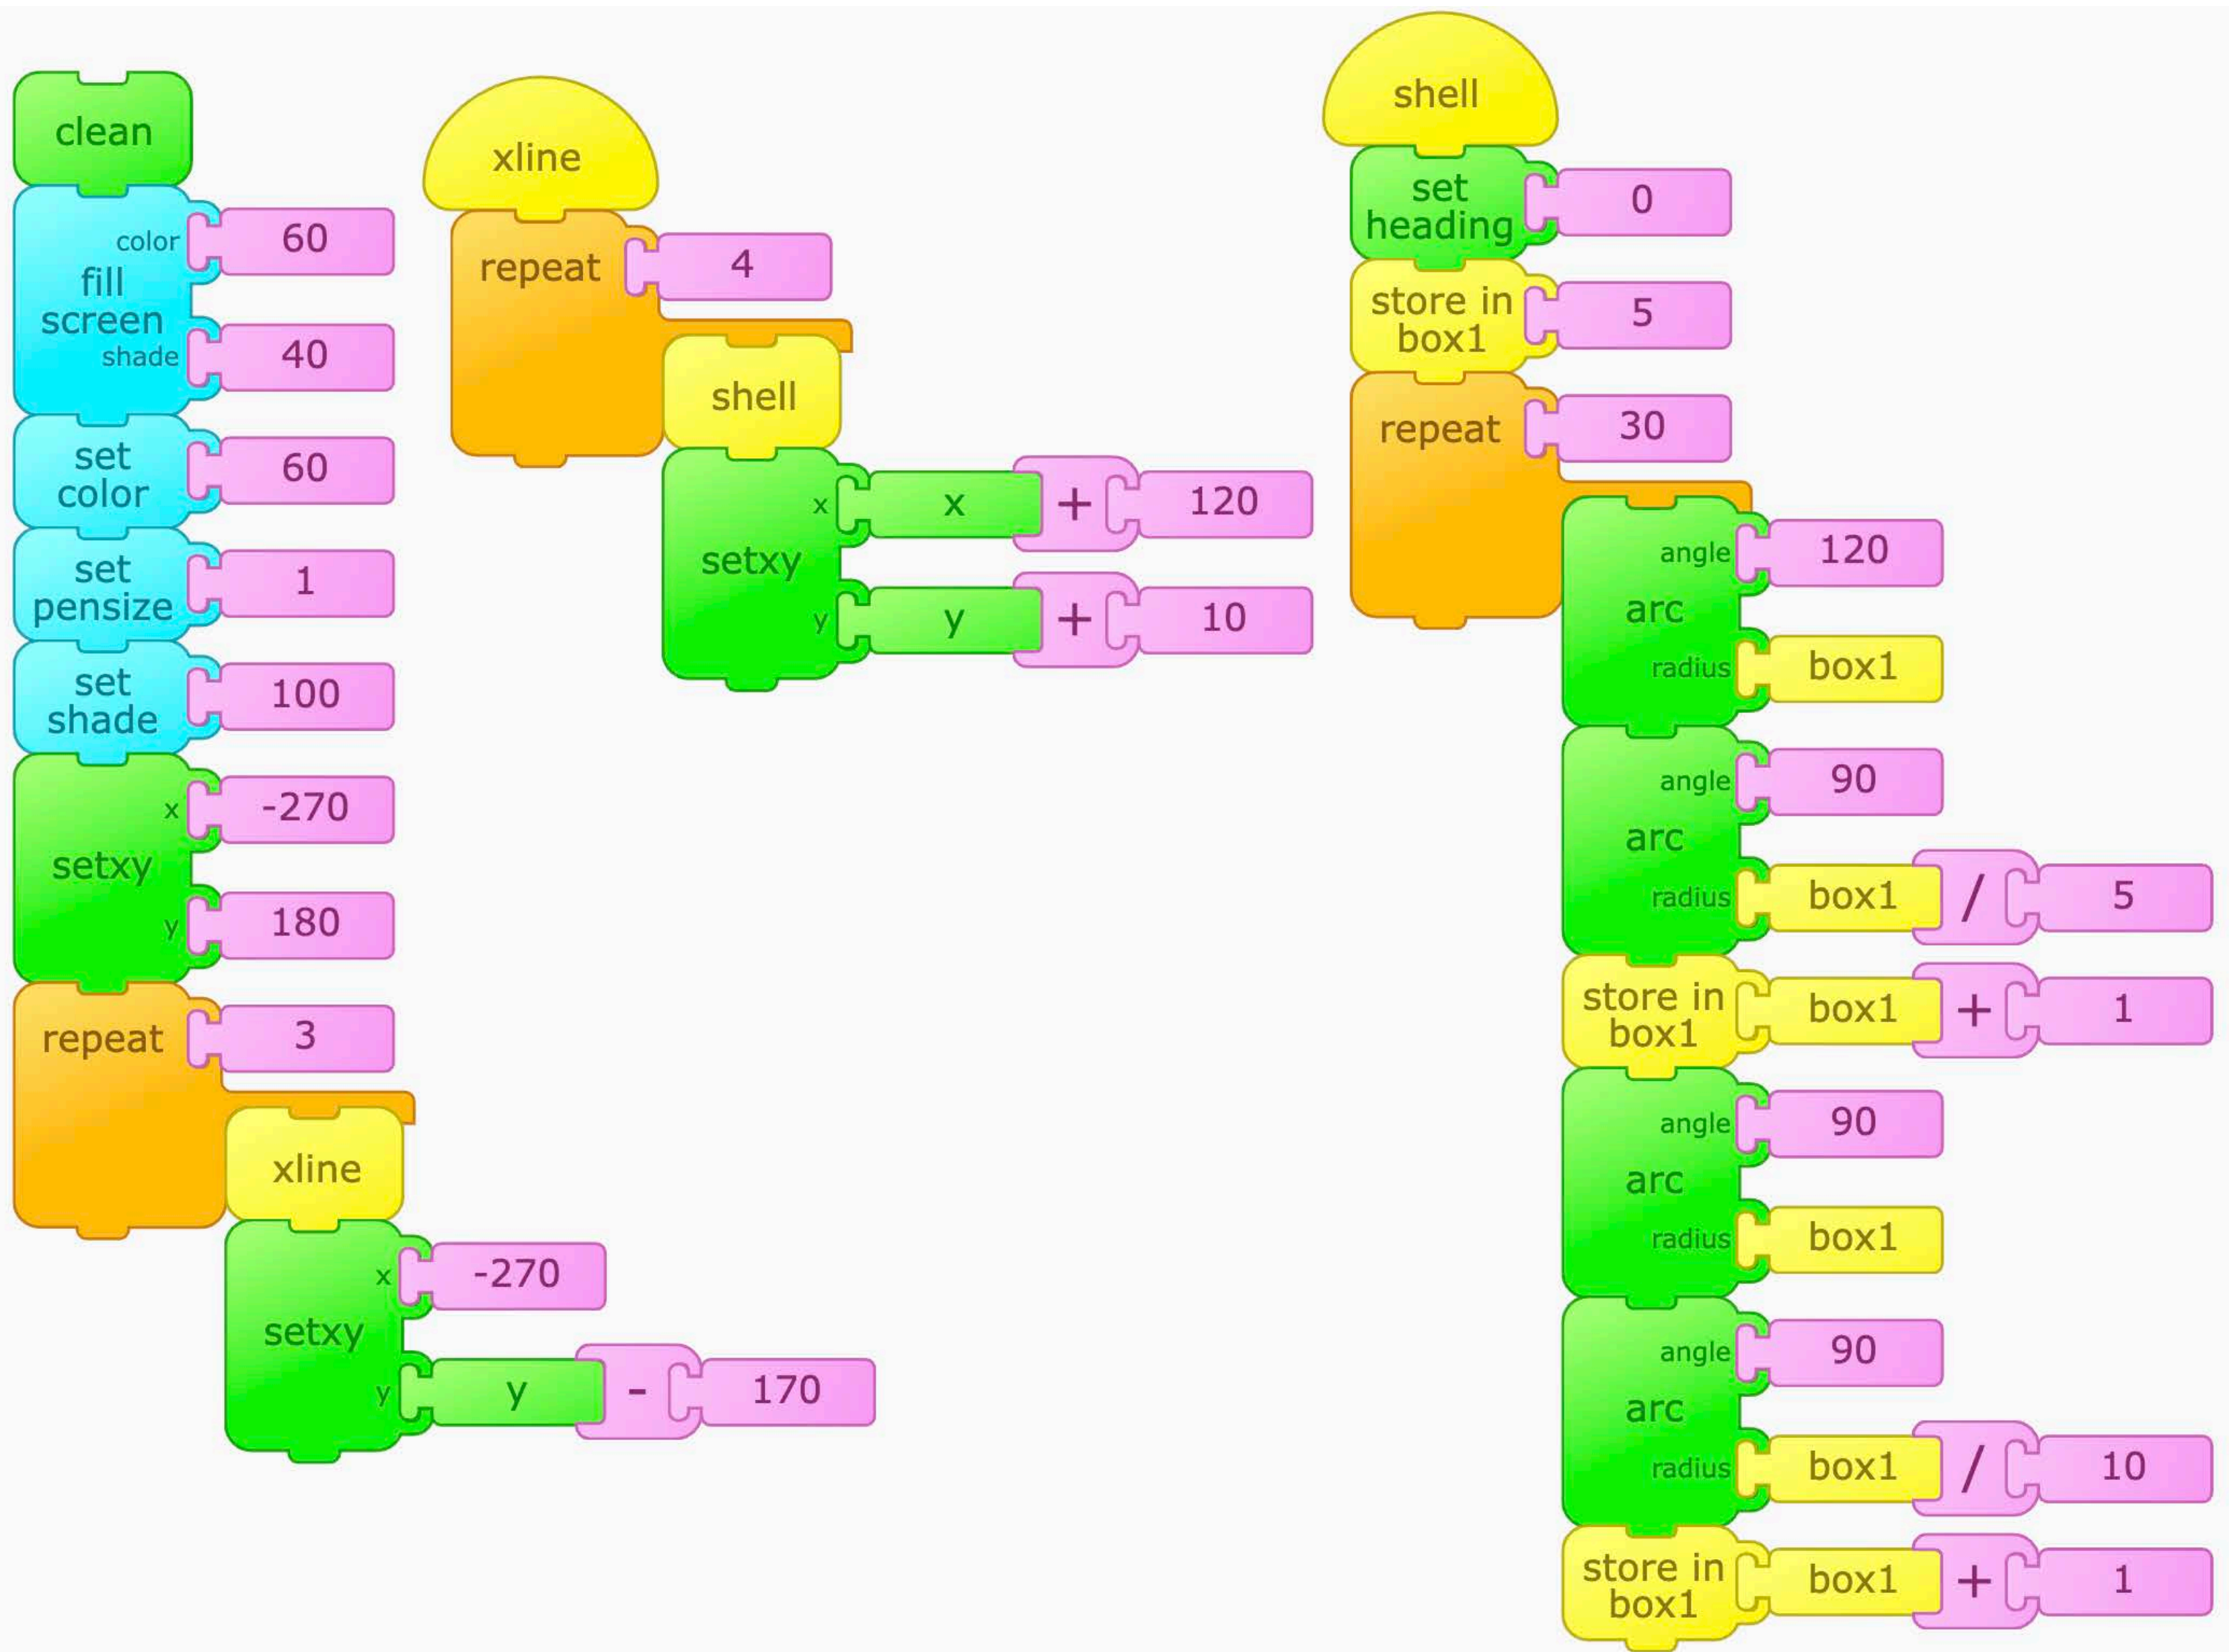 clean
color 60
fill
screen
shade 40
set
color 60
set
pensize 1
set
shade 100
x -270
setxy
y 180
repeat 3
xline
x -270
setxy
y y - 170
xline
repeat 4
shell
x x + 120
setxy
y y + 10
shell
set
heading 0
store in
box1 5
repeat 30
angle 120
arc
radius box1
angle 90
arc
radius box1 / 5
store in
box1 box1 + 1
angle 90
arc
radius box1
angle 90
arc
radius box1 / 10
store in
box1 box1 + 1